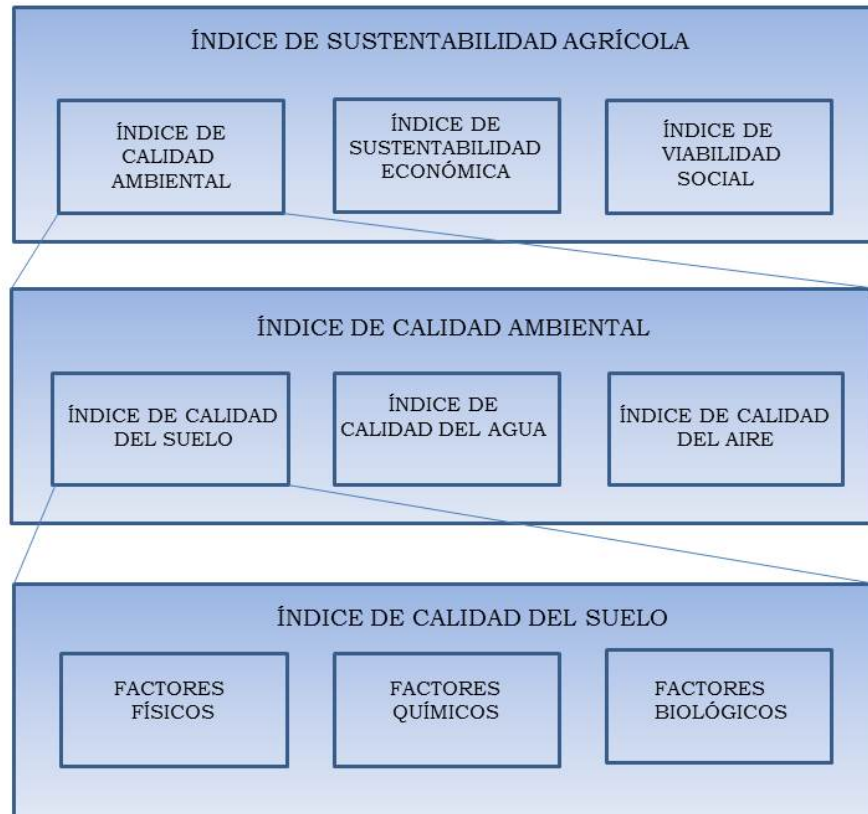 ÍNDICE DE SUSTENTABILIDAD AGRÍCOLA
ÍNDICE DE
CALIDAD
AMBIENTAL
ÍNDICE DE
SUSTENTABILIDAD
ECONÓMICA
ÍNDICE DE
VIABILIDAD
SOCIAL
ÍNDICE DE CALIDAD AMBIENTAL
ÍNDICE DE CALIDAD
DEL SUELO
ÍNDICE DE
CALIDAD DEL AGUA
ÍNDICE DE CALIDAD
DEL AIRE
ÍNDICE DE CALIDAD DEL SUELO
FACTORES
FÍSICOS
FACTORES
QUÍMICOS
FACTORES
BIOLÓGICOS